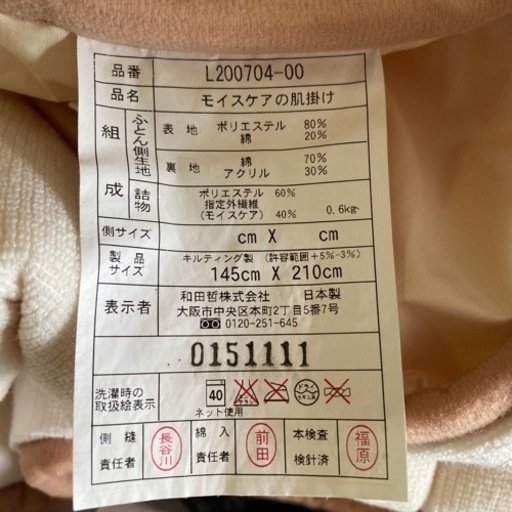 品番 L200704-00
品名 モイスケアの肌掛け
組成
ふとん側生地
表地 ポリエステル 80%
綿 20%
裏地 綿 70%
アクリル 30%
詰物
ポリエステル 60%
指定外繊維
(モイスケア) 40% 0.6kg
側サイズ cm X cm
製品サイズ
キルティング製 (許容範囲+5%-3%)
145cm X 210cm
表示者
和田哲株式会社 日本製
大阪市中央区本町2丁目5番7号
0120-251-645
0151111
洗濯時の
取扱絵表示
40
ドライ
ネット使用
側縫 長谷川 綿入 前田 本検査 福原
責任者 責任者 検針済